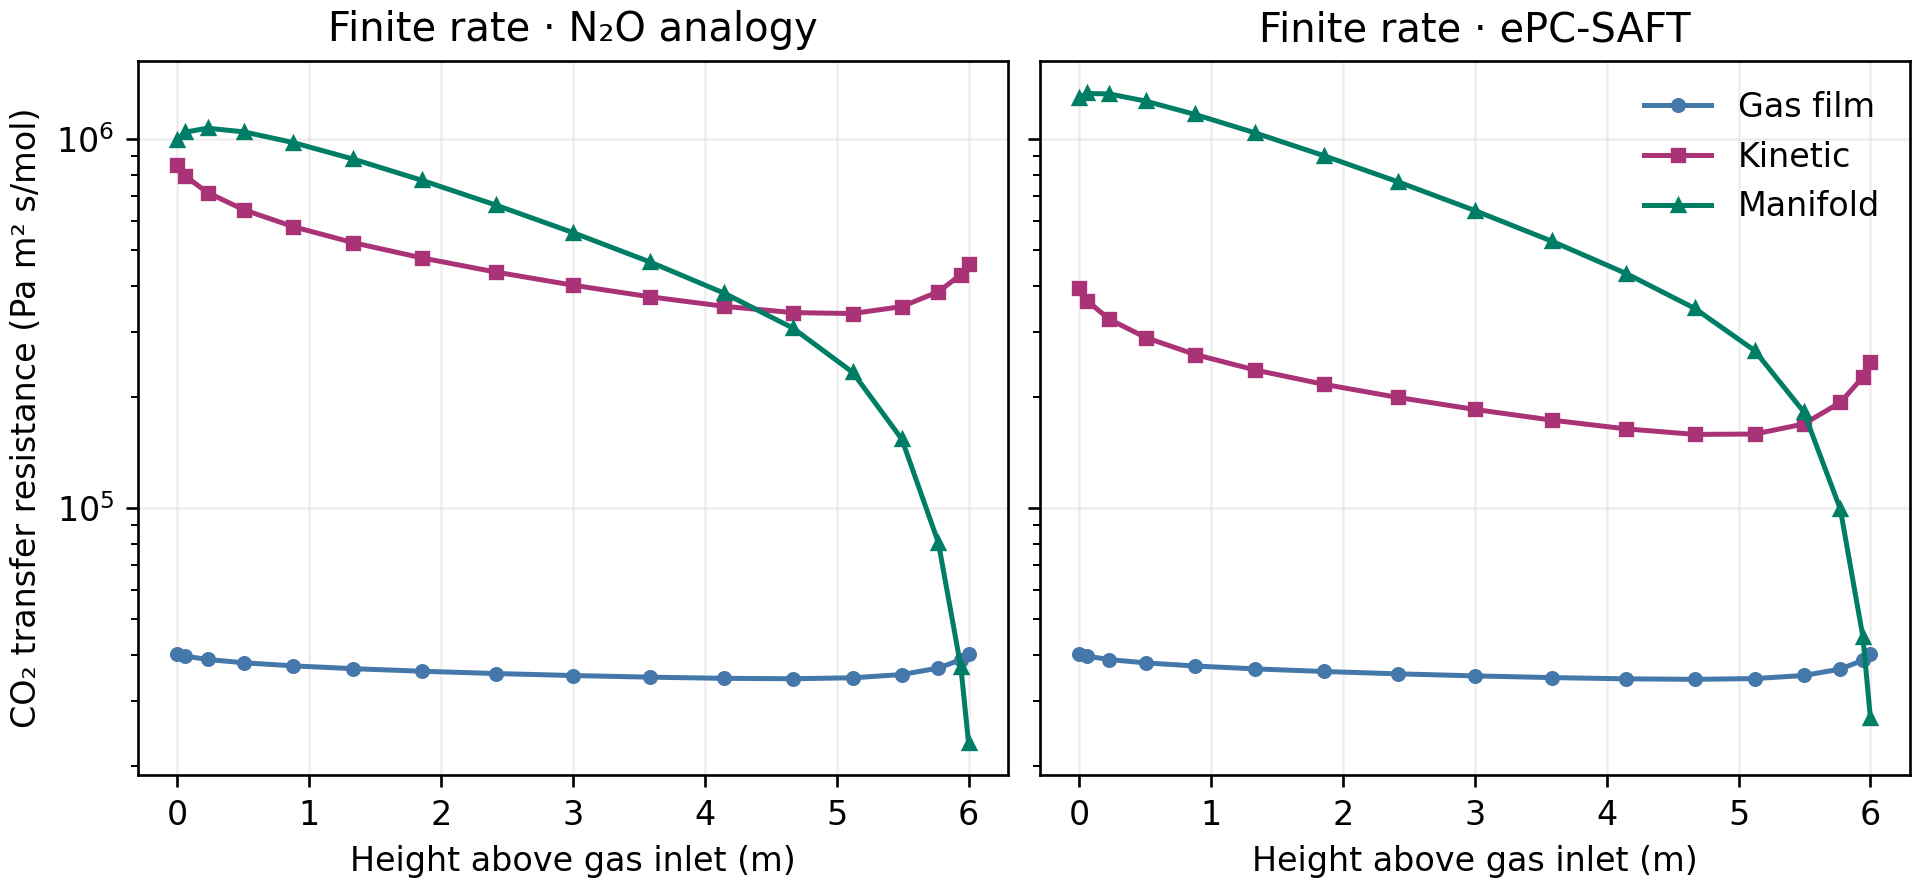 Finite rate · N₂O analogy
Finite rate · ePC-SAFT
CO₂ transfer resistance (Pa m² s/mol)
10⁶
10⁵
Gas film
Kinetic
Manifold
0 1 2 3 4 5 6
0 1 2 3 4 5 6
Height above gas inlet (m)
Height above gas inlet (m)